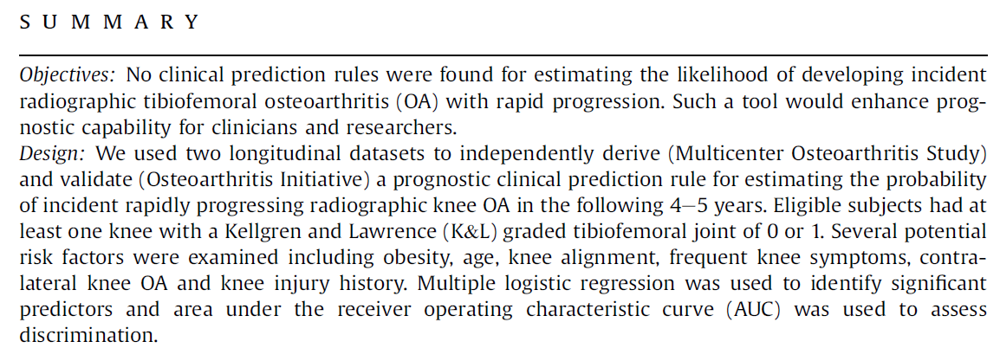 S U M M A R Y
Objectives: No clinical prediction rules were found for estimating the likelihood of developing incident
radiographic tibiofemoral osteoarthritis (OA) with rapid progression. Such a tool would enhance prog-
nostic capability for clinicians and researchers.
Design: We used two longitudinal datasets to independently derive (Multicenter Osteoarthritis Study)
and validate (Osteoarthritis Initiative) a prognostic clinical prediction rule for estimating the probability
of incident rapidly progressing radiographic knee OA in the following 4–5 years. Eligible subjects had at
least one knee with a Kellgren and Lawrence (K&L) graded tibiofemoral joint of 0 or 1. Several potential
risk factors were examined including obesity, age, knee alignment, frequent knee symptoms, contra-
lateral knee OA and knee injury history. Multiple logistic regression was used to identify significant
predictors and area under the receiver operating characteristic curve (AUC) was used to assess
discrimination.